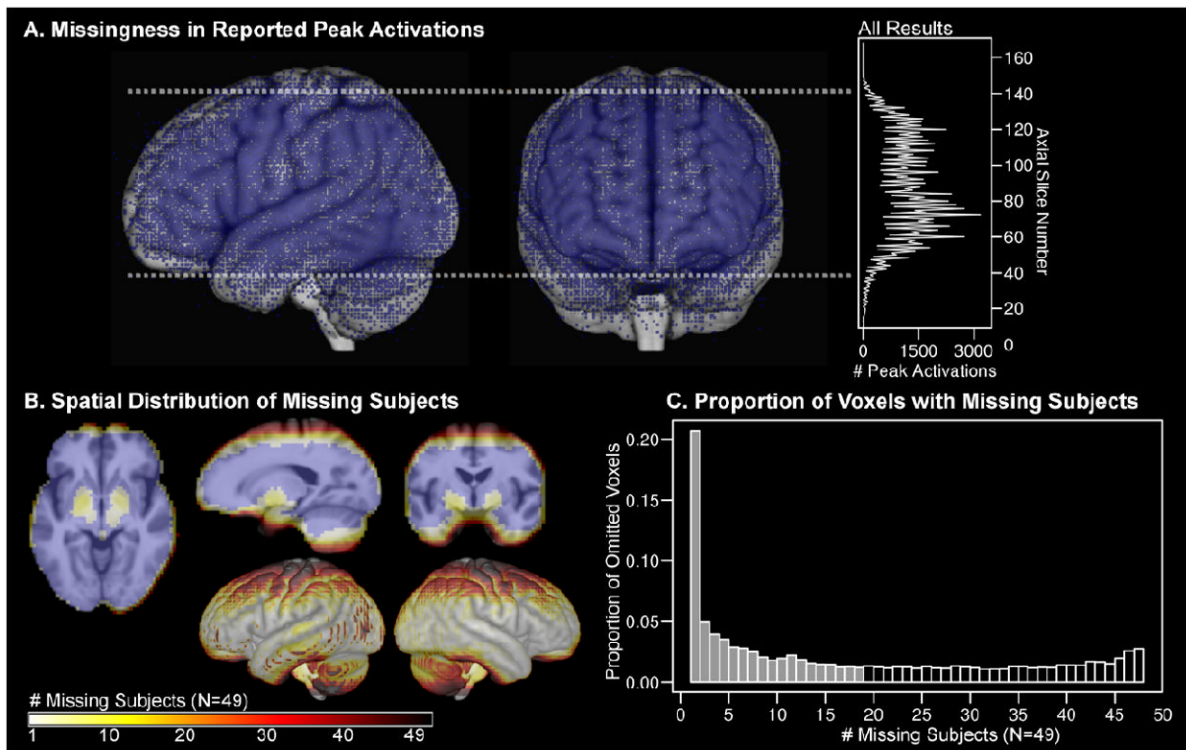 A. Missingness in Reported Peak Activations
All Results
160
140
120
100
80
60
40
20
0
Axial Slice Number
0 1500 3000
# Peak Activations
B. Spatial Distribution of Missing Subjects
# Missing Subjects (N=49)
1 10 20 30 40 49
C. Proportion of Voxels with Missing Subjects
Proportion of Omitted Voxels
0.20
0.15
0.10
0.05
0.00
0 5 10 15 20 25 30 35 40 45 50
# Missing Subjects (N=49)